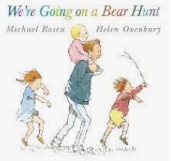 We're Going on a Bear Hunt
Michael Rosen Helen Oxenbury